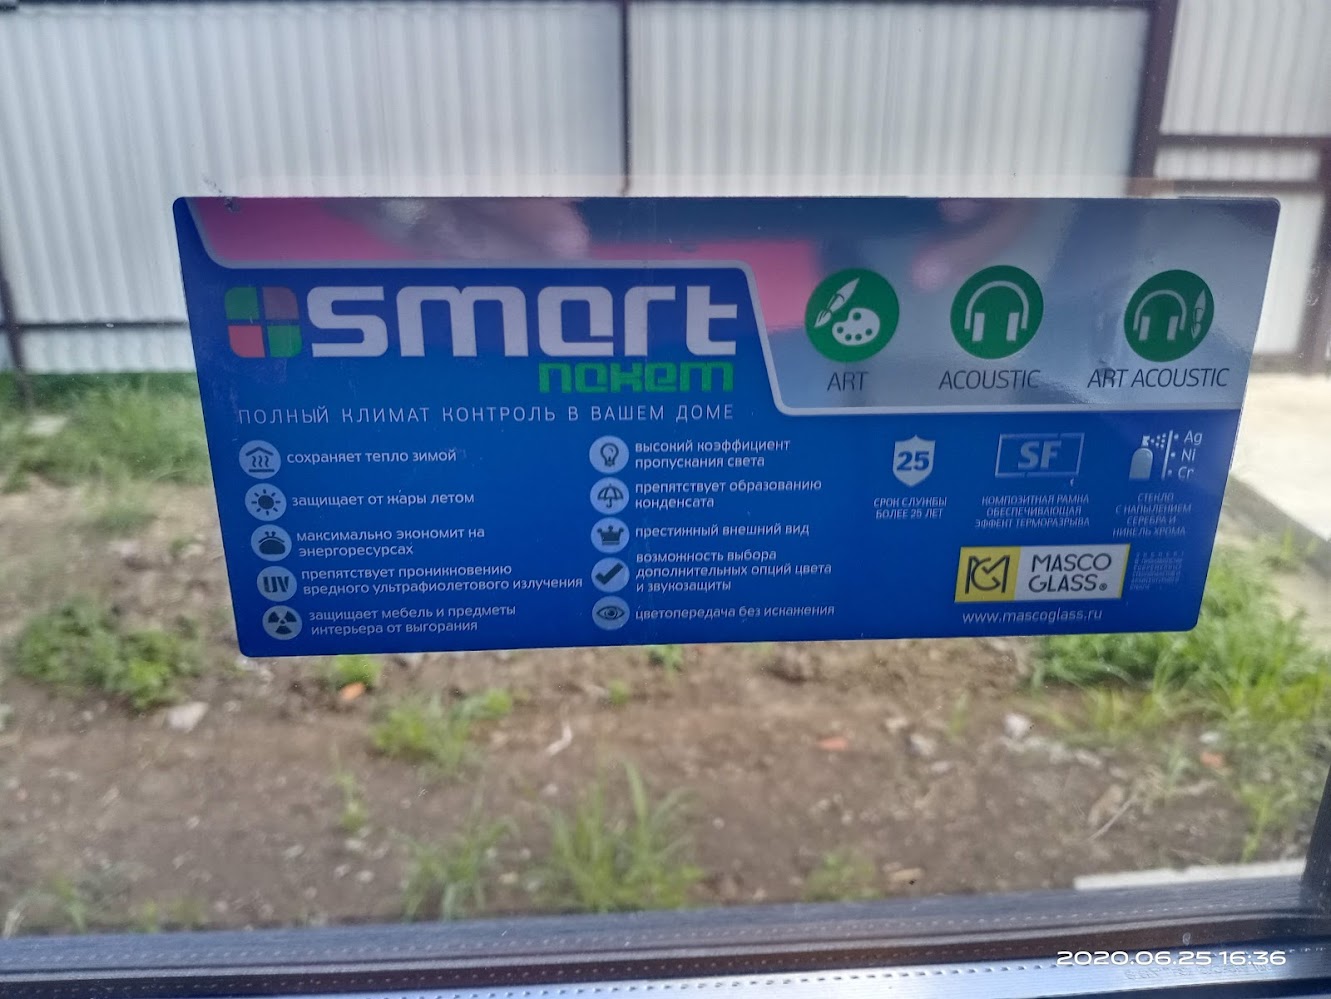 smart
пакет
ПОЛНЫЙ КЛИМАТ КОНТРОЛЬ В ВАШЕМ ДОМЕ
ART
ACOUSTIC
ART ACOUSTIC
сохраняет тепло зимой
защищает от жары летом
максимально экономит на
энергоресурсах
UV
препятствует проникновению
вредного ультрафиолетового излучения
защищает мебель и предметы
интерьера от выгорания
высокий коэффициент
пропускания света
препятствует образованию
конденсата
престижный внешний вид
возможность выбора
дополнительных опций цвета
и звукозащиты
цветопередача без искажения
25
СРОК СЛУЖБЫ
БОЛЕЕ 25 ЛЕТ
SF
КОМПОЗИТНАЯ РАМКА
ОБЕСПЕЧИВАЮЩАЯ
ЭФФЕКТ ТЕРМОРАЗРЫВА
Ag
Ni
Cr
СТЕКЛО
С НАПЫЛЕНИЕМ
СЕРЕБРА И
НИКЕЛЬ ХРОМА
MG
MASCO
GLASS®
www.mascoglass.ru
2020.06.25 16:36